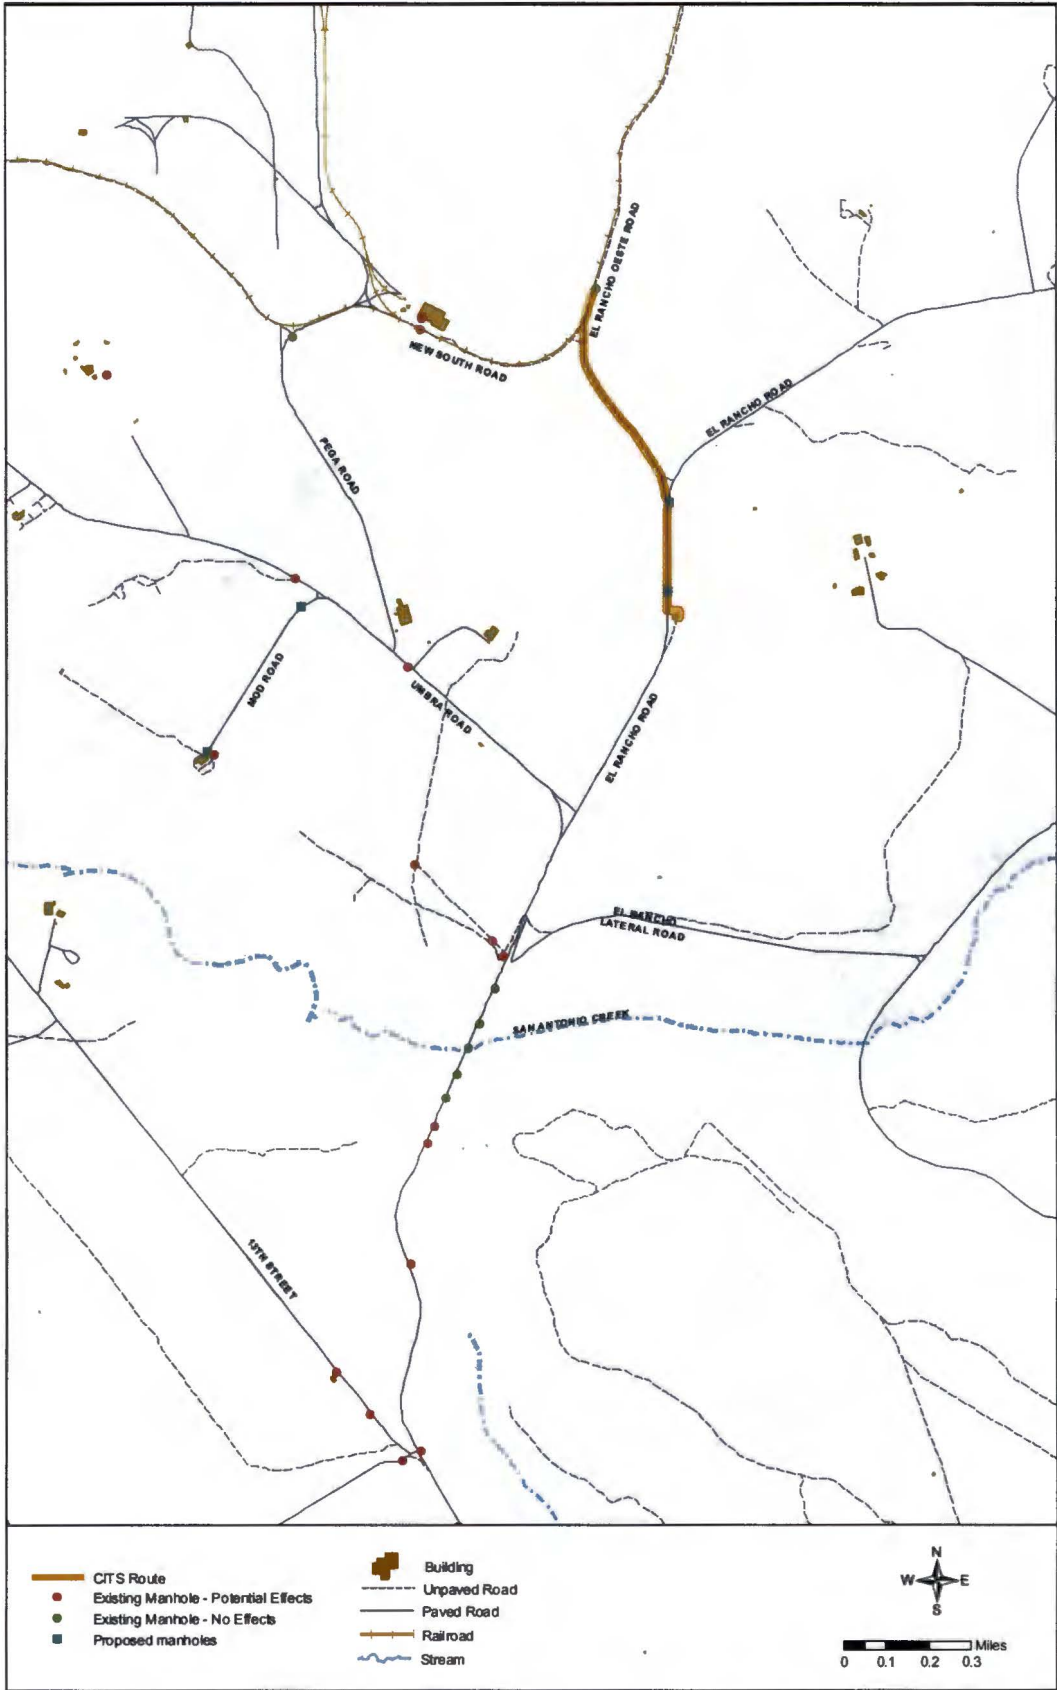 EL RANCHO OESTE ROAD
NEW SOUTH ROAD
EL RANCHO ROAD
PEGA ROAD
MOD ROAD
UMBRA ROAD
EL RANCHO ROAD
EL RANCHO
LATERAL ROAD
SAN ANTONIO CREEK
13TH STREET
CITS Route
Existing Manhole - Potential Effects
Existing Manhole - No Effects
Proposed manholes
Building
Unpaved Road
Paved Road
Railroad
Stream
N
W E
S
Miles
0 0.1 0.2 0.3